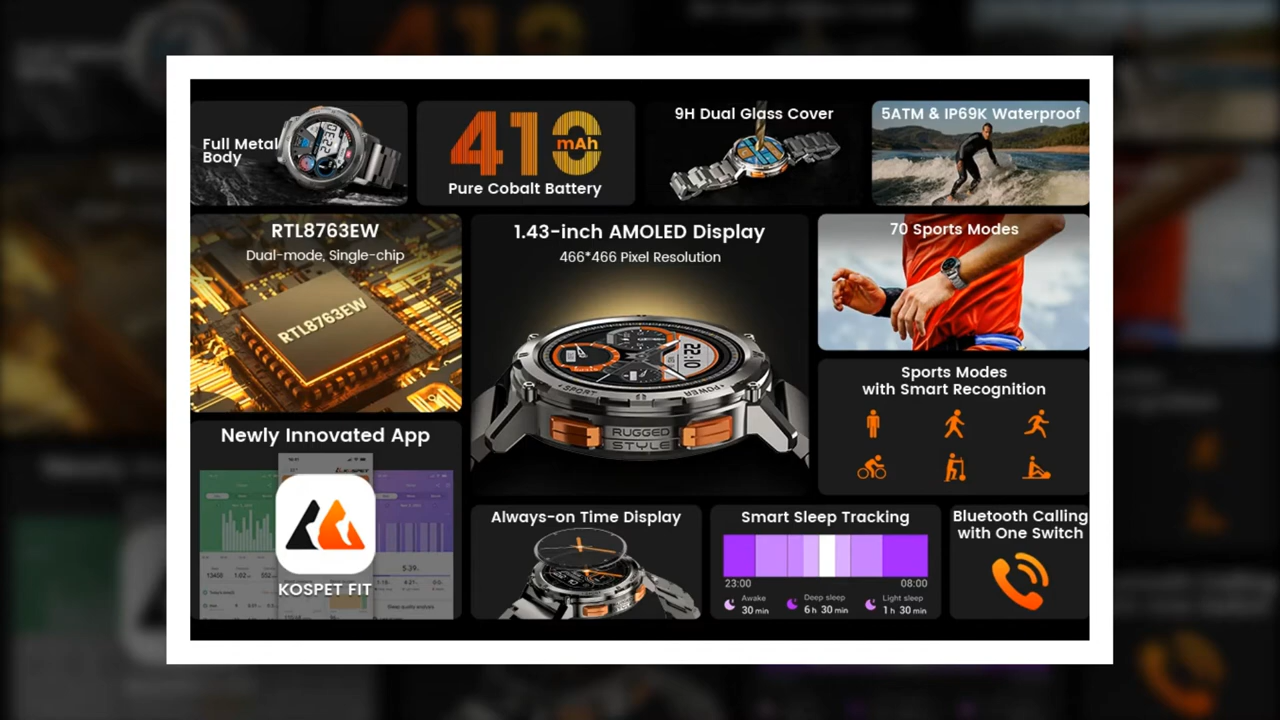 Full Metal
Body
410
mAh
Pure Cobalt Battery
9H Dual Glass Cover
5ATM & IP69K Waterproof
RTL8763EW
Dual-mode, Single-chip
RTL8763EW
1.43-inch AMOLED Display
466*466 Pixel Resolution
22:10
SPORT
POWER
RUGGED
STYLE
70 Sports Modes
Sports Modes
with Smart Recognition
Newly Innovated App
KOSPET
5.39
KOSPET FIT
Always-on Time Display
Smart Sleep Tracking
23:00
08:00
Awake
30 min
Deep sleep
6 h 30 min
Light sleep
1 h 30 min
Bluetooth Calling
with One Switch